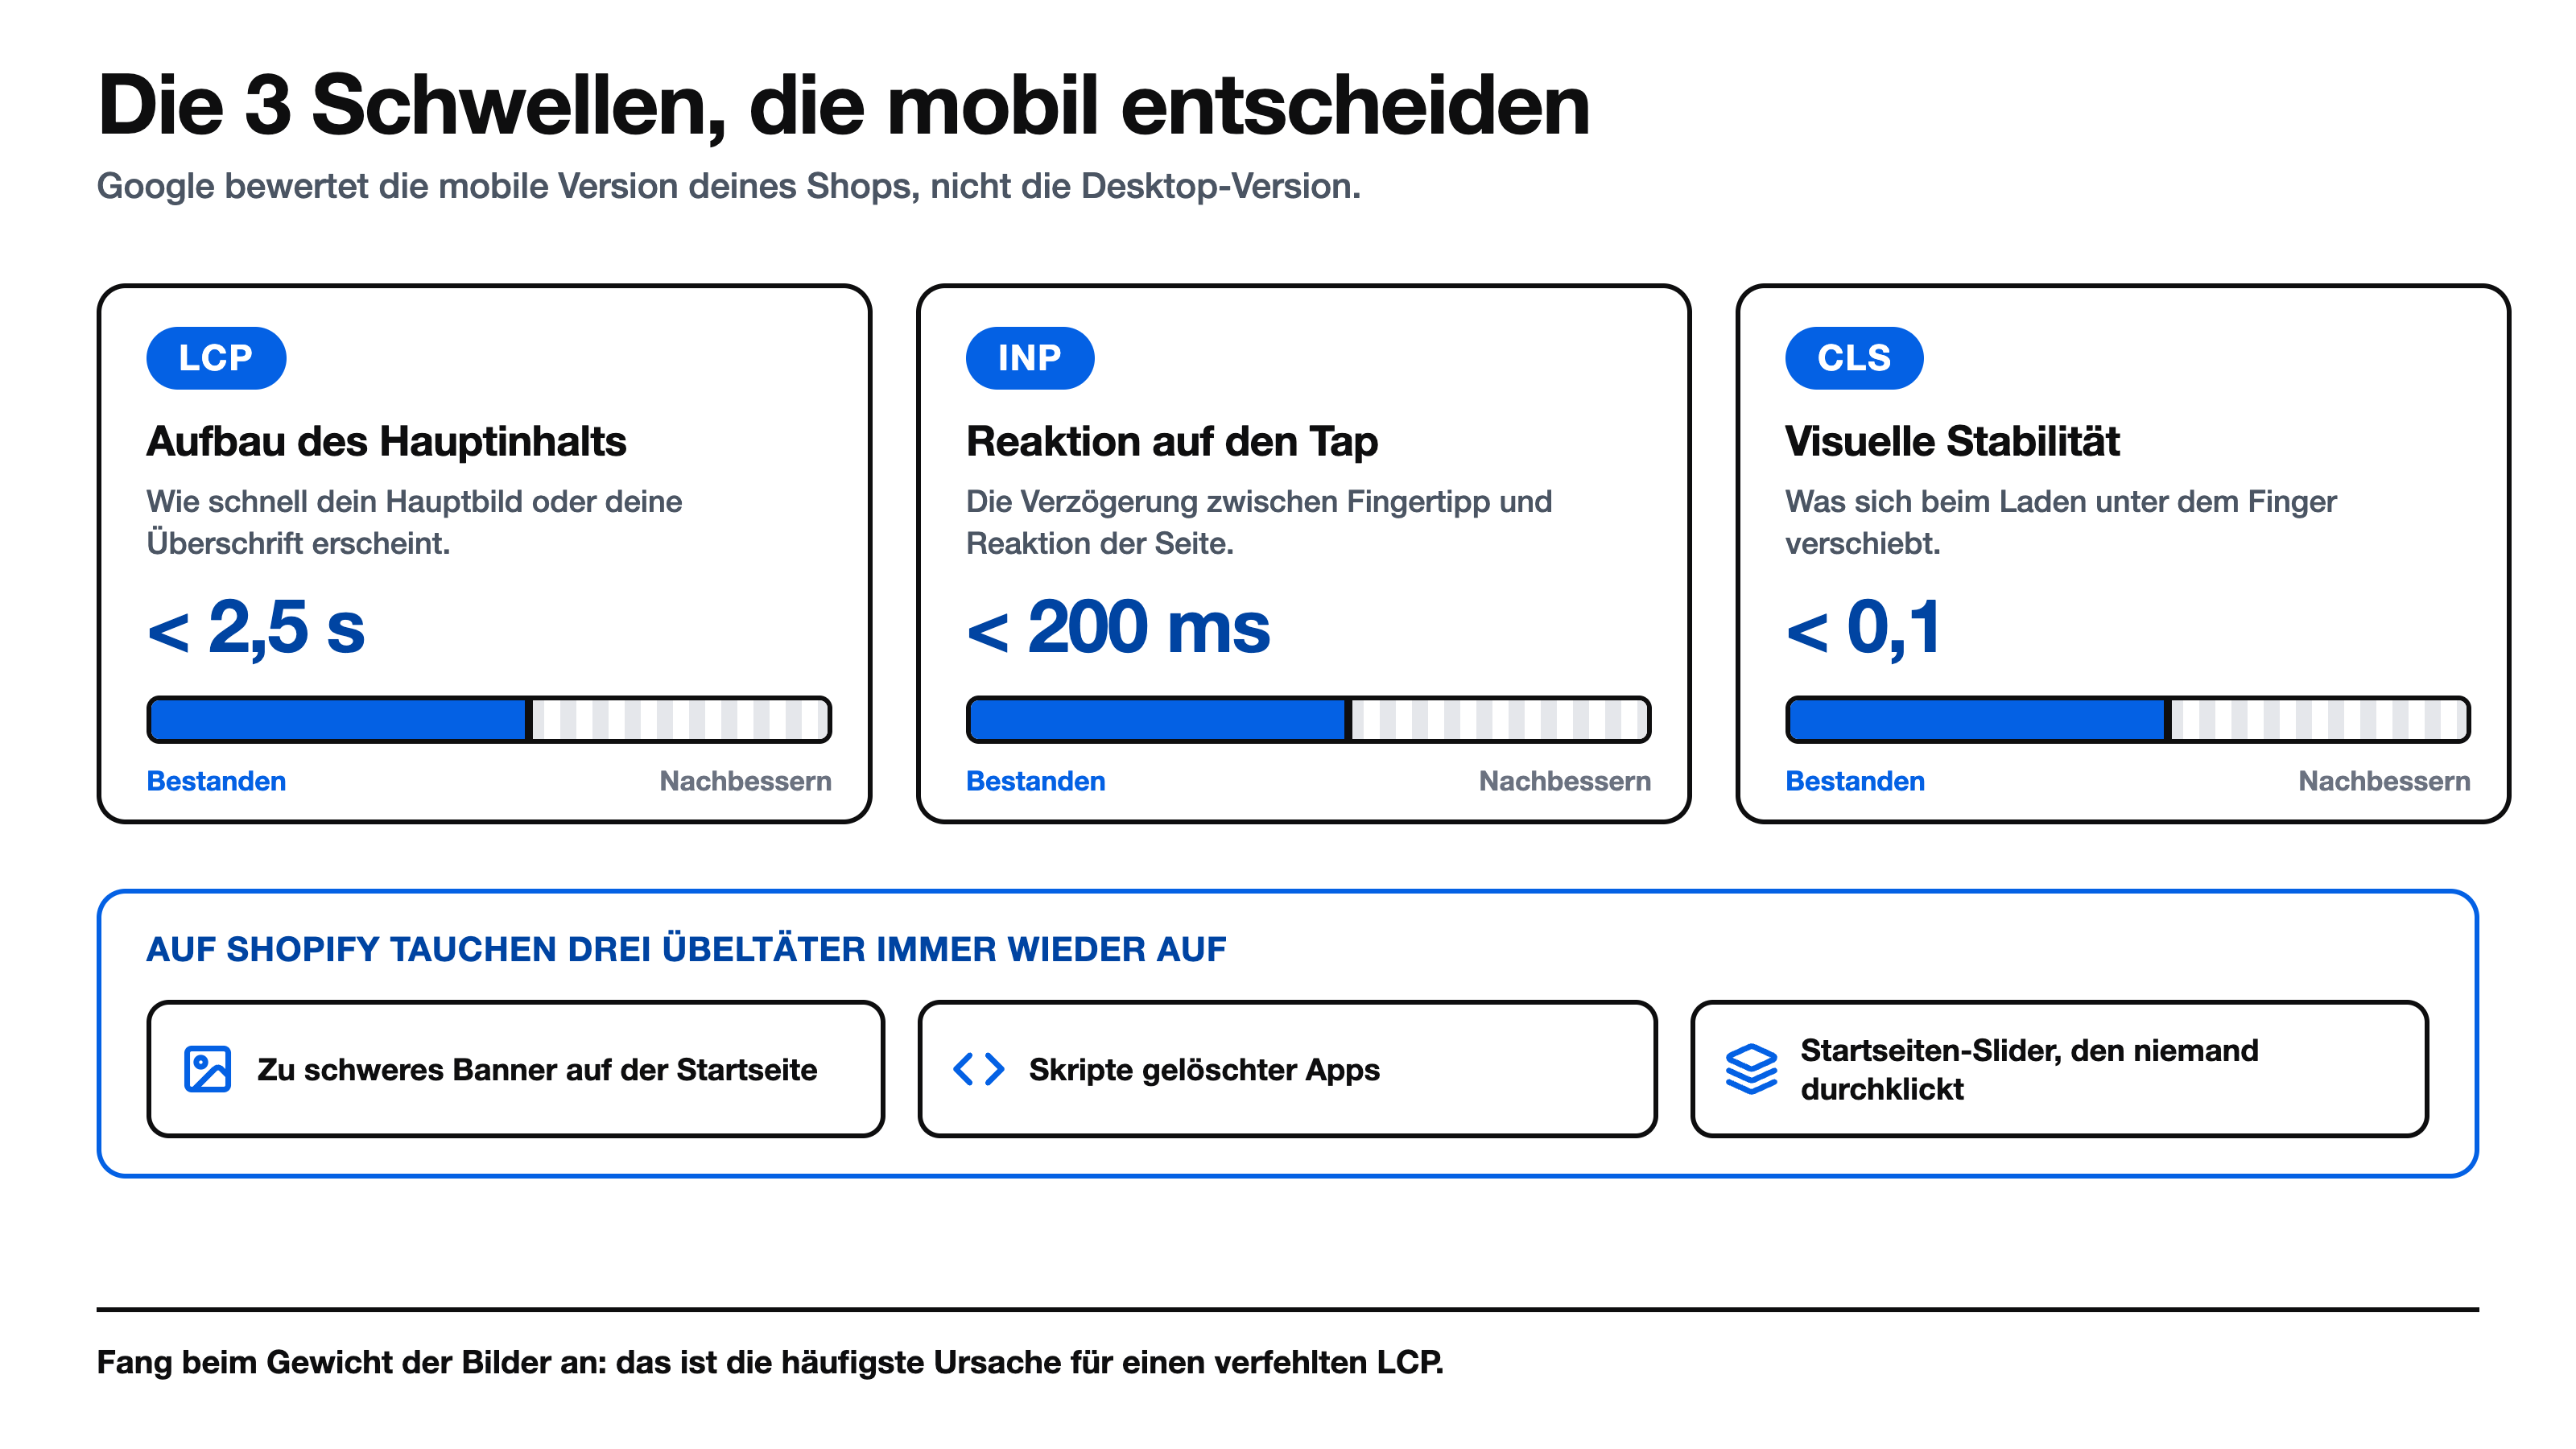 Die 3 Schwellen, die mobil entscheiden
Google bewertet die mobile Version deines Shops, nicht die Desktop-Version.
LCP
Aufbau des Hauptinhalts
Wie schnell dein Hauptbild oder deine
Überschrift erscheint.
< 2,5 s
Bestanden
Nachbessern
INP
Reaktion auf den Tap
Die Verzögerung zwischen Fingertipp und
Reaktion der Seite.
< 200 ms
Bestanden
Nachbessern
CLS
Visuelle Stabilität
Was sich beim Laden unter dem Finger
verschiebt.
< 0,1
Bestanden
Nachbessern
AUF SHOPIFY TAUCHEN DREI ÜBELTÄTER IMMER WIEDER AUF
Zu schweres Banner auf der Startseite
Skripte gelöschter Apps
Startseiten-Slider, den niemand
durchklickt
Fang beim Gewicht der Bilder an: das ist die häufigste Ursache für einen verfehlten LCP.